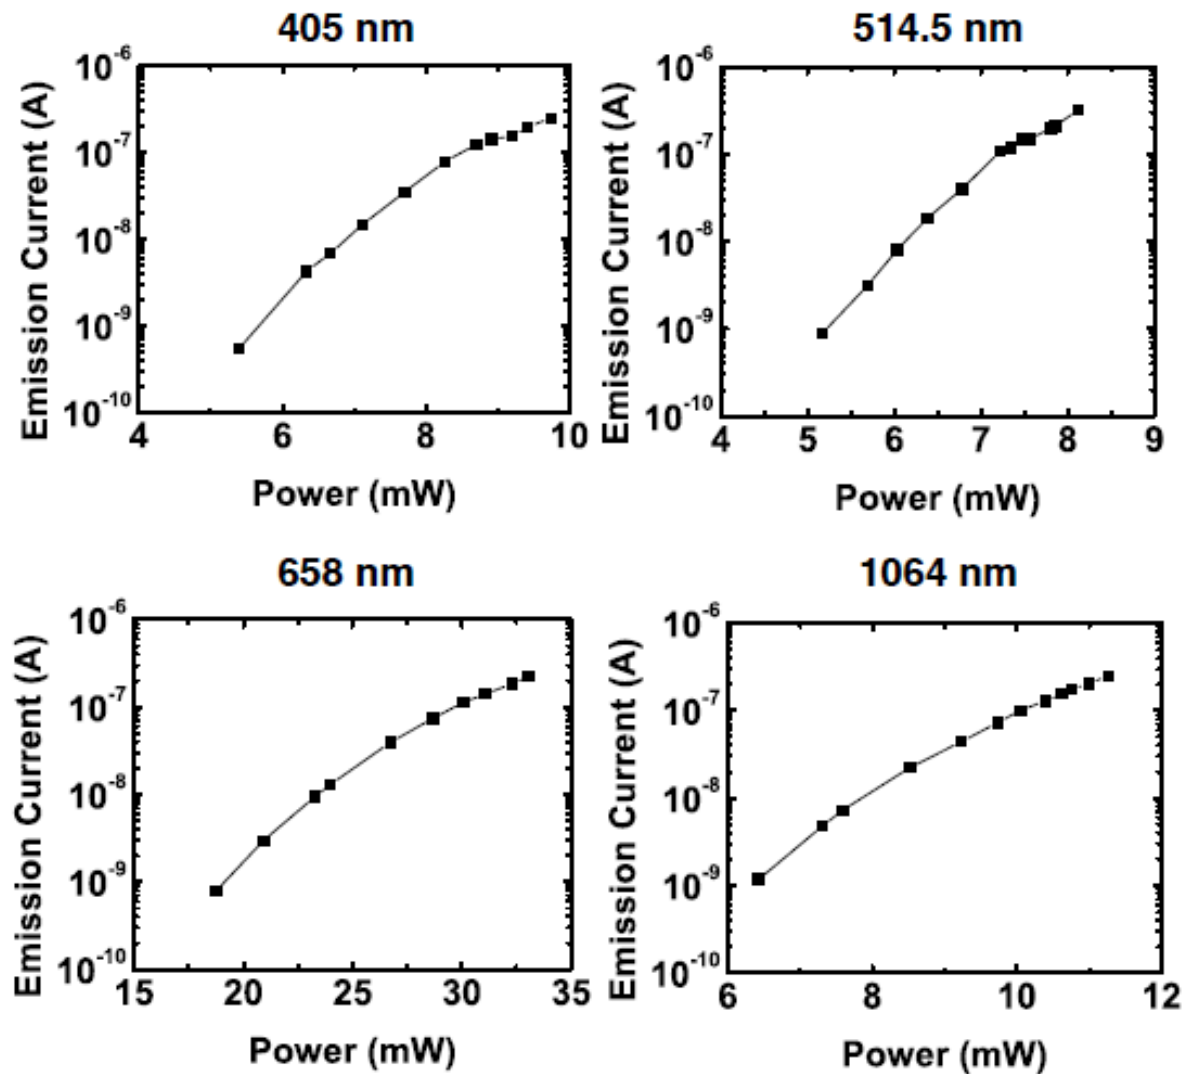 405 nm
Emission Current (A)
10⁻⁶
10⁻⁷
10⁻⁸
10⁻⁹
10⁻¹⁰
4 6 8 10
Power (mW)
514.5 nm
Emission Current (A)
10⁻⁶
10⁻⁷
10⁻⁸
10⁻⁹
10⁻¹⁰
4 5 6 7 8 9
Power (mW)
658 nm
Emission Current (A)
10⁻⁶
10⁻⁷
10⁻⁸
10⁻⁹
10⁻¹⁰
15 20 25 30 35
Power (mW)
1064 nm
Emission Current (A)
10⁻⁶
10⁻⁷
10⁻⁸
10⁻⁹
10⁻¹⁰
6 8 10 12
Power (mW)